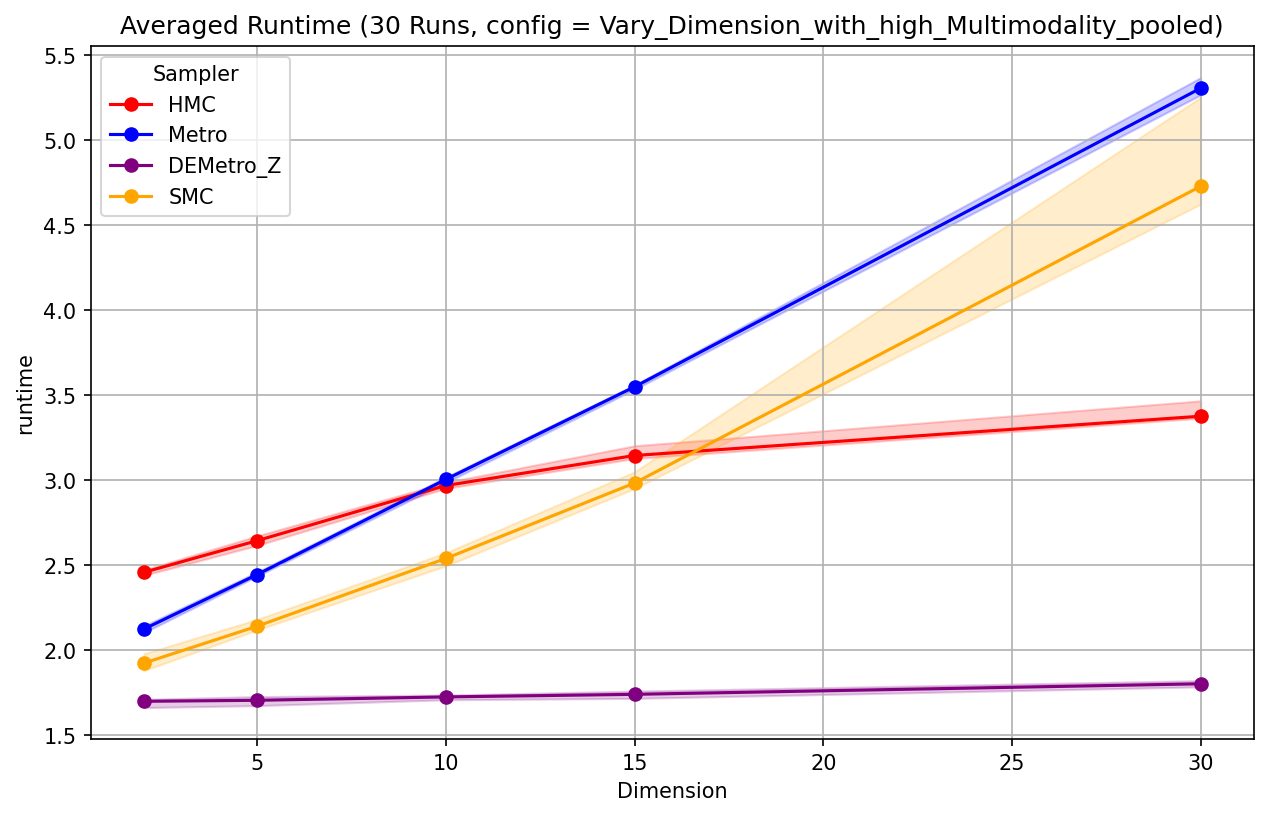 Averaged Runtime (30 Runs, config = Vary_Dimension_with_high_Multimodality_pooled)
5.5
5.0
4.5
4.0
3.5
3.0
2.5
2.0
1.5
runtime
Sampler
HMC
Metro
DEMetro_Z
SMC
5 10 15 20 25 30
Dimension